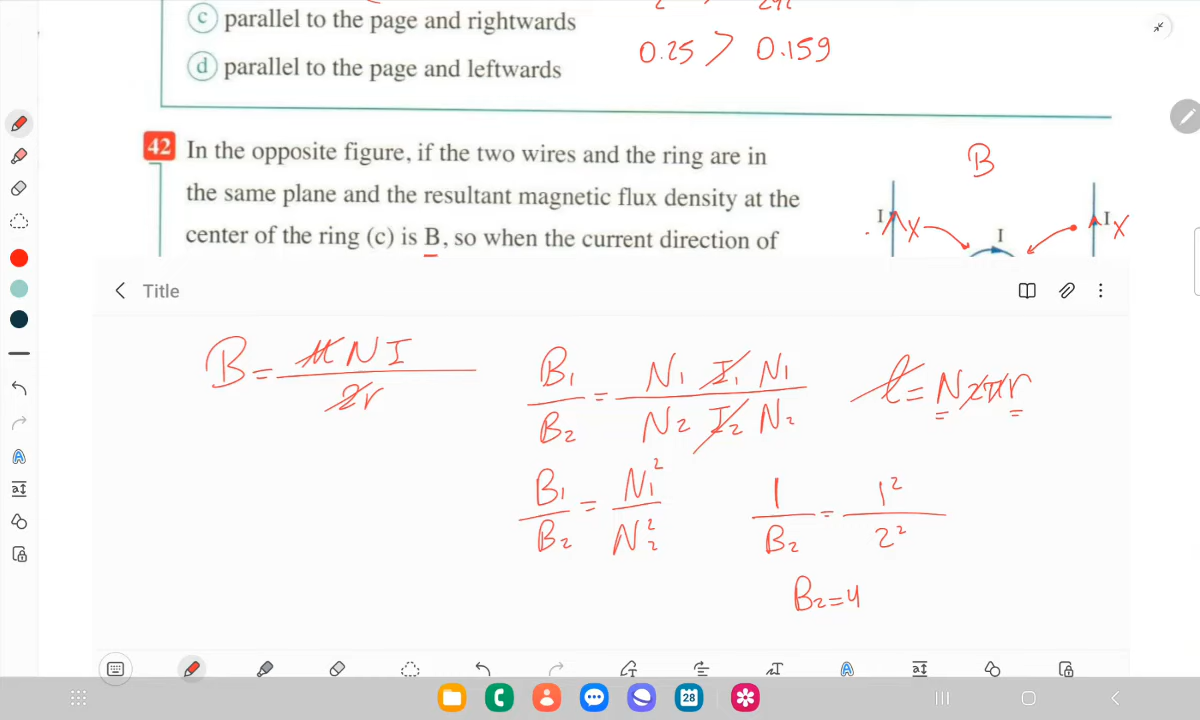 c parallel to the page and rightwards
0.25 > 0.159
d parallel to the page and leftwards
42 In the opposite figure, if the two wires and the ring are in
the same plane and the resultant magnetic flux density at the
center of the ring (c) is B, so when the current direction of
B
I X I I X
Title
B = μNI / 2r
B₁ / B₂ = N₁ I₁ N₁ / N₂ I₂ N₂
ℓ = N2πr
B₁ / B₂ = N₁² / N₂²
1 / B₂ = 1² / 2²
B₂ = 4
28